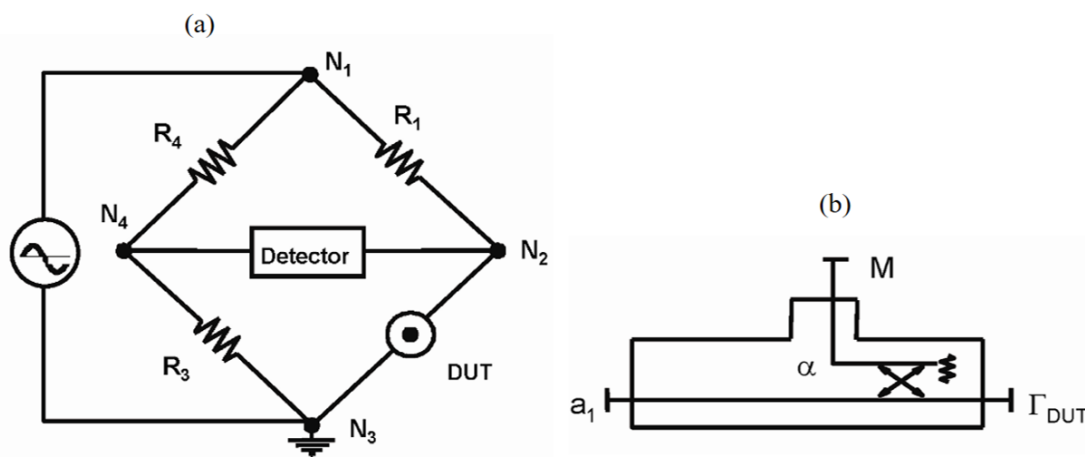 (a)
N1
R4
R1
N4
Detector
N2
R3
DUT
N3
(b)
M
α
a1
ΓDUT